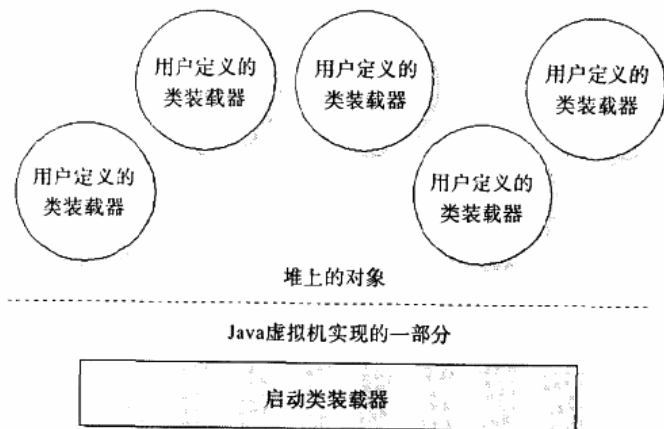 用户定义的
类装载器
用户定义的
类装载器
用户定义的
类装载器
用户定义的
类装载器
用户定义的
类装载器
堆上的对象
Java虚拟机实现的一部分
启动类装载器